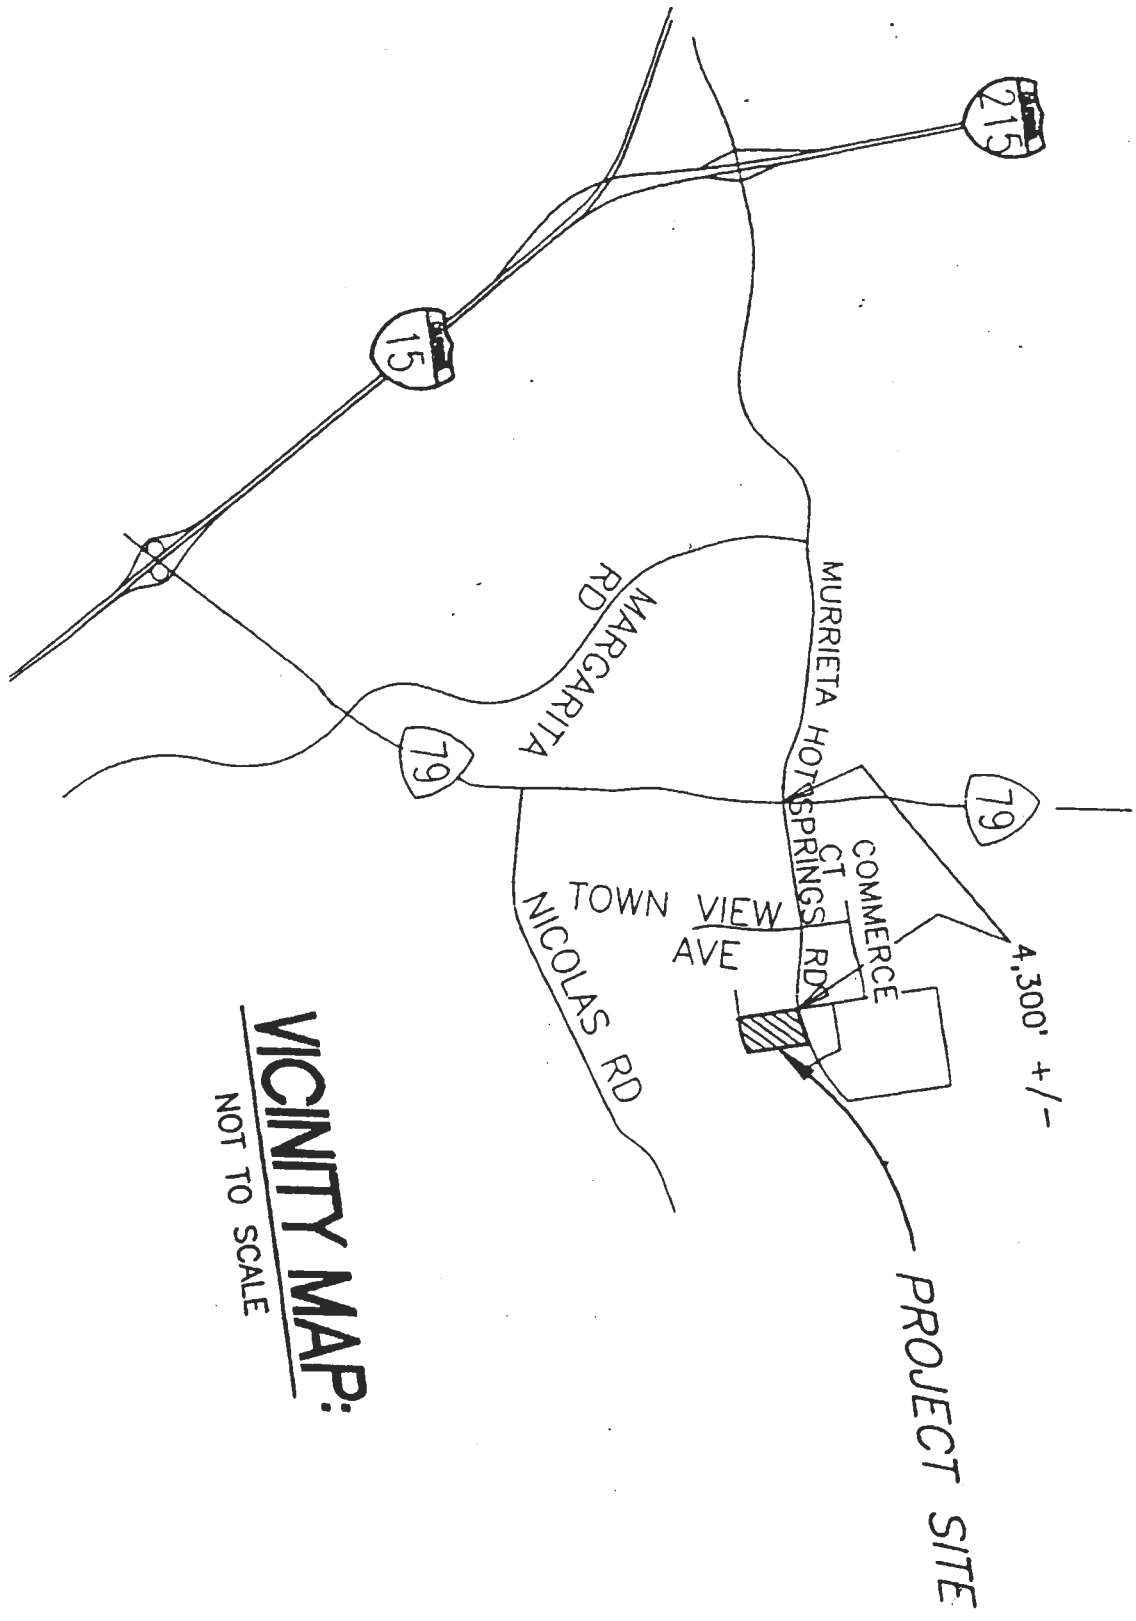 215
15
MURRIETA HOT SPRINGS RD
MARGARITA
RD
79
79
COMMERCE
CT
TOWN VIEW
AVE
NICOLAS RD
4,300' +/-
PROJECT SITE
VICINITY MAP:
NOT TO SCALE